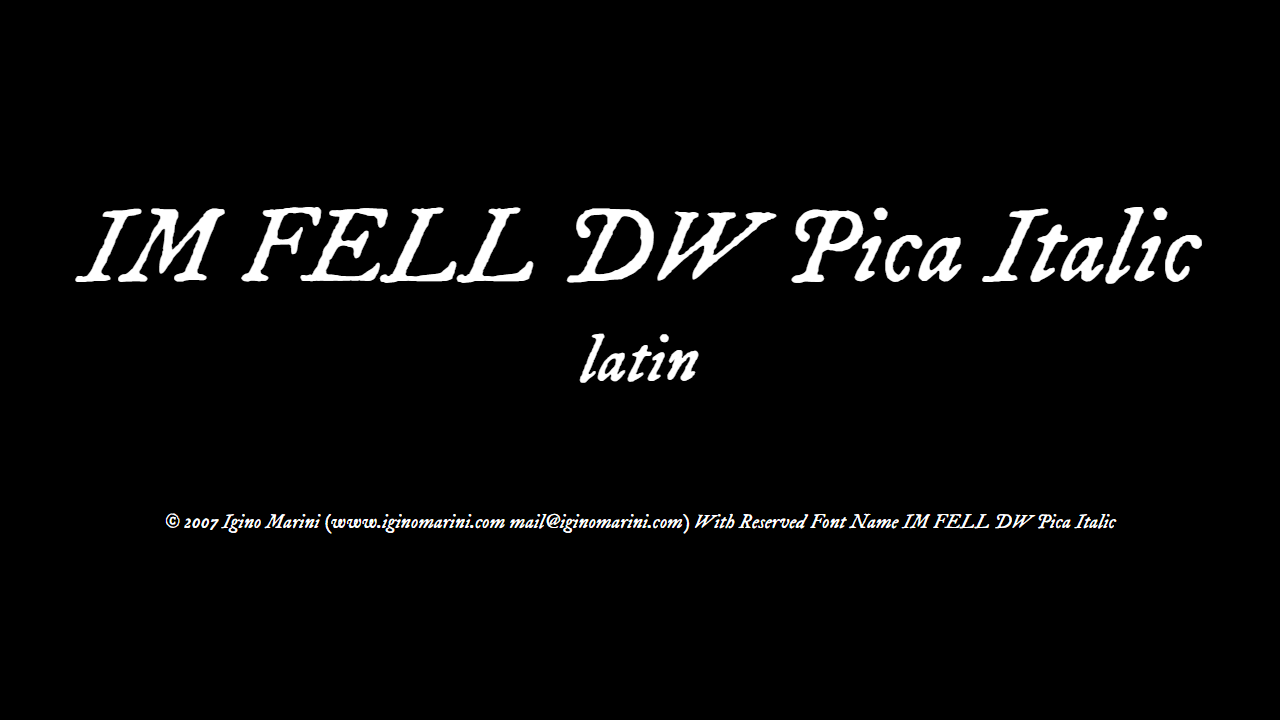 IM FELL DW Pica Italic
latin
© 2007 Igino Marini (www.iginomarini.com mail@iginomarini.com) With Reserved Font Name IM FELL DW Pica Italic